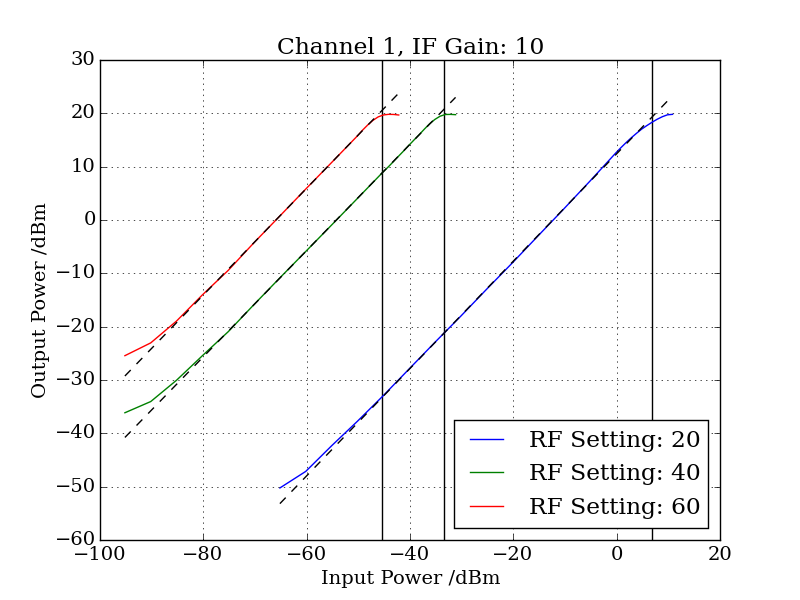 Channel 1, IF Gain: 10
30
20
10
0
−10
−20
−30
−40
−50
−60
Output Power /dBm
RF Setting: 20
RF Setting: 40
RF Setting: 60
−100
−80
−60
−40
−20
0
20
Input Power /dBm